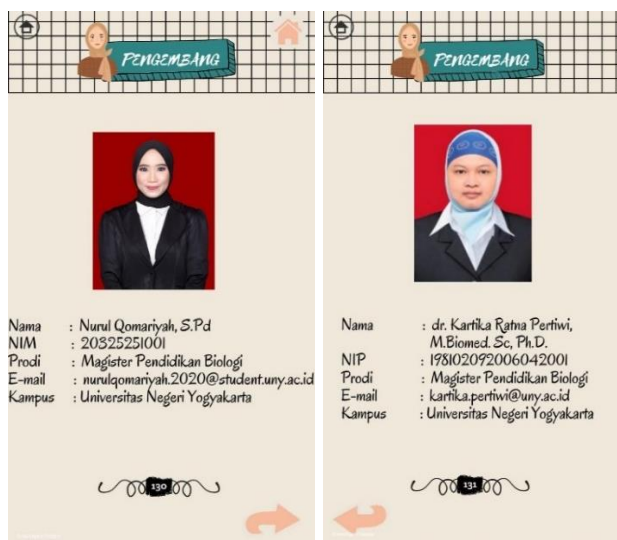 PENGEMBANG
Nama : Nurul Qomariyah, S.Pd
NIM : 20325251001
Prodi : Magister Pendidikan Biologi
E-mail : nurulqomariyah.2020@student.uny.ac.id
Kampus : Universitas Negeri Yogyakarta
130
PENGEMBANG
Nama : dr. Kartika Ratna Pertiwi,
M.Biomed. Sc, Ph.D.
NIP : 198102092006042001
Prodi : Magister Pendidikan Biologi
E-mail : kartika.pertiwi@uny.ac.id
Kampus : Universitas Negeri Yogyakarta
131